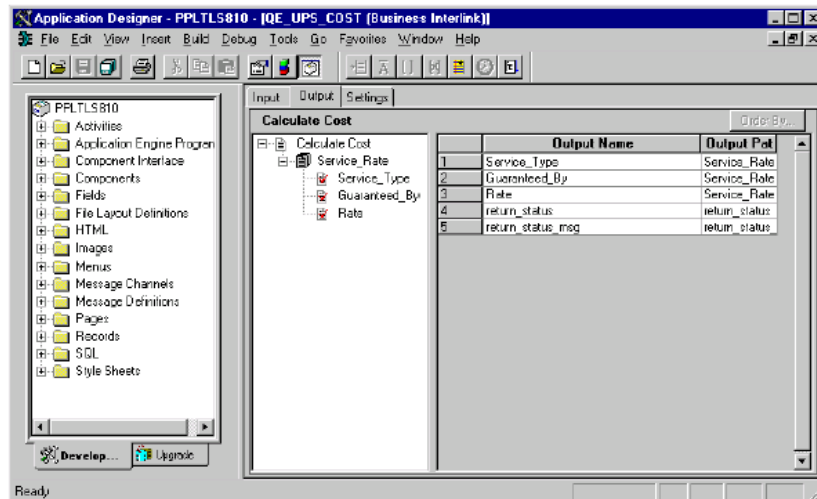 Application Designer - PPLTLS810 - [QE_UPS_COST (Business Interlink)]
File Edit View Insert Build Debug Tools Go Favorites Window Help
PPLTLS810
Activities
Application Engine Progran
Component Interface
Components
Fields
File Layout Definitions
HTML
Images
Menus
Message Channels
Message Definitions
Pages
Records
SQL
Style Sheets
Develop...
Upgrade
Input Output Settings
Calculate Cost
Order By...
Calculate Cost
Service_Rate
Service_Type
Guaranteed_By
Rate
Output Name Output Pat
1 Service_Type Service_Rate
2 Guaranteed_By Service_Rate
3 Rate Service_Rate
4 return_status return_status
5 return_status_msg return_status
Ready